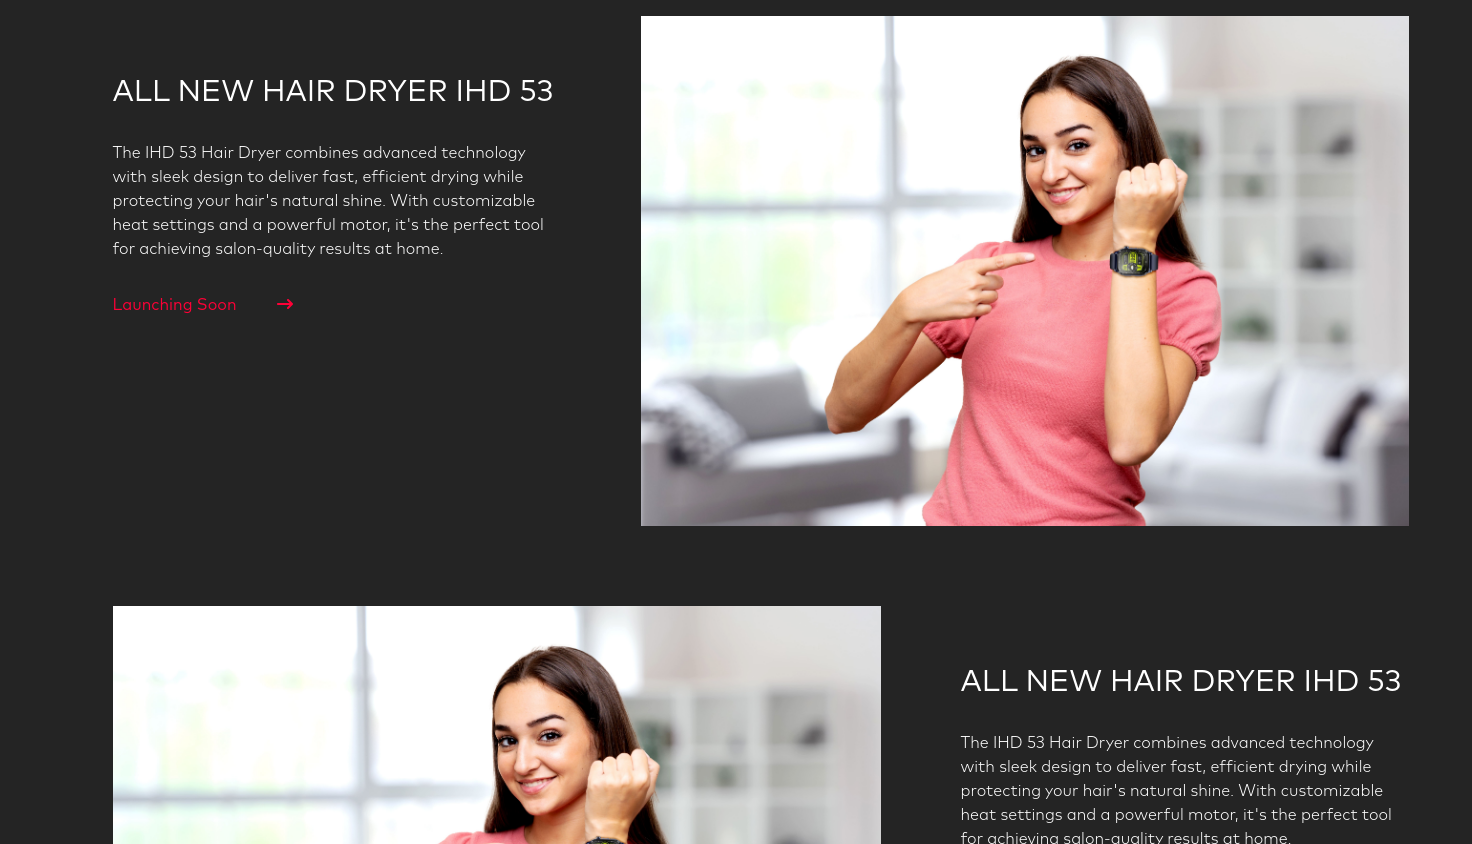 ALL NEW HAIR DRYER IHD 53
The IHD 53 Hair Dryer combines advanced technology
with sleek design to deliver fast, efficient drying while
protecting your hair's natural shine. With customizable
heat settings and a powerful motor, it's the perfect tool
for achieving salon-quality results at home.
Launching Soon
ALL NEW HAIR DRYER IHD 53
The IHD 53 Hair Dryer combines advanced technology
with sleek design to deliver fast, efficient drying while
protecting your hair's natural shine. With customizable
heat settings and a powerful motor, it's the perfect tool
for achieving salon-quality results at home.